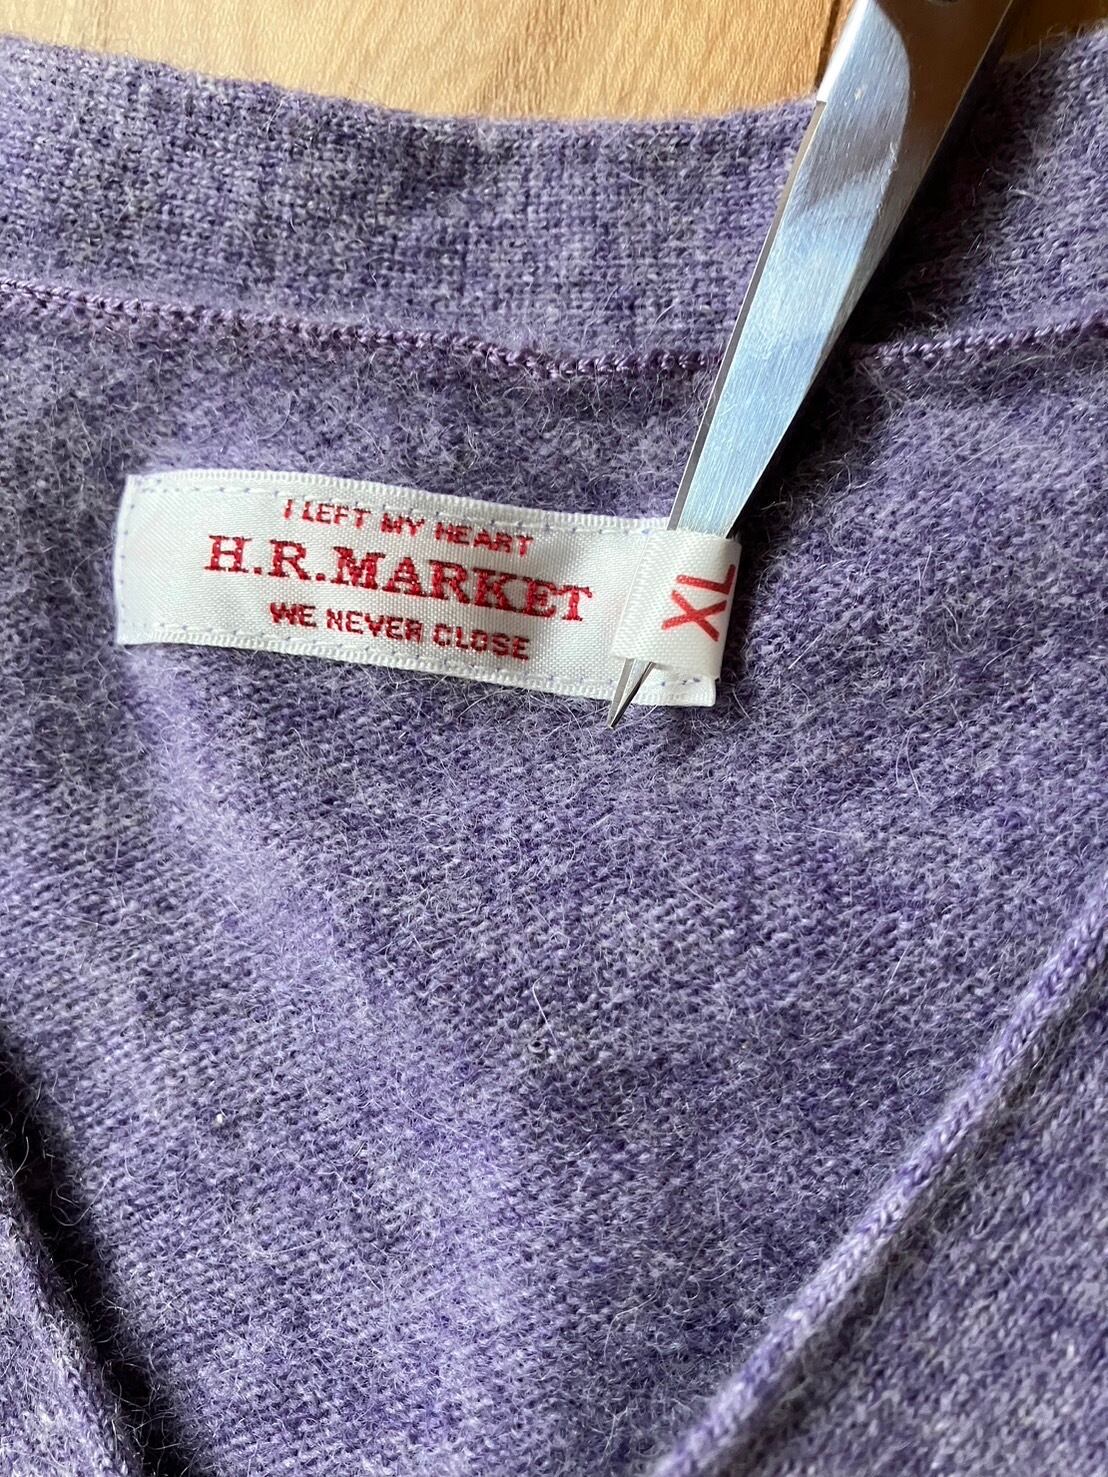 I LEFT MY HEART
H.R.MARKET
WE NEVER CLOSE
XL